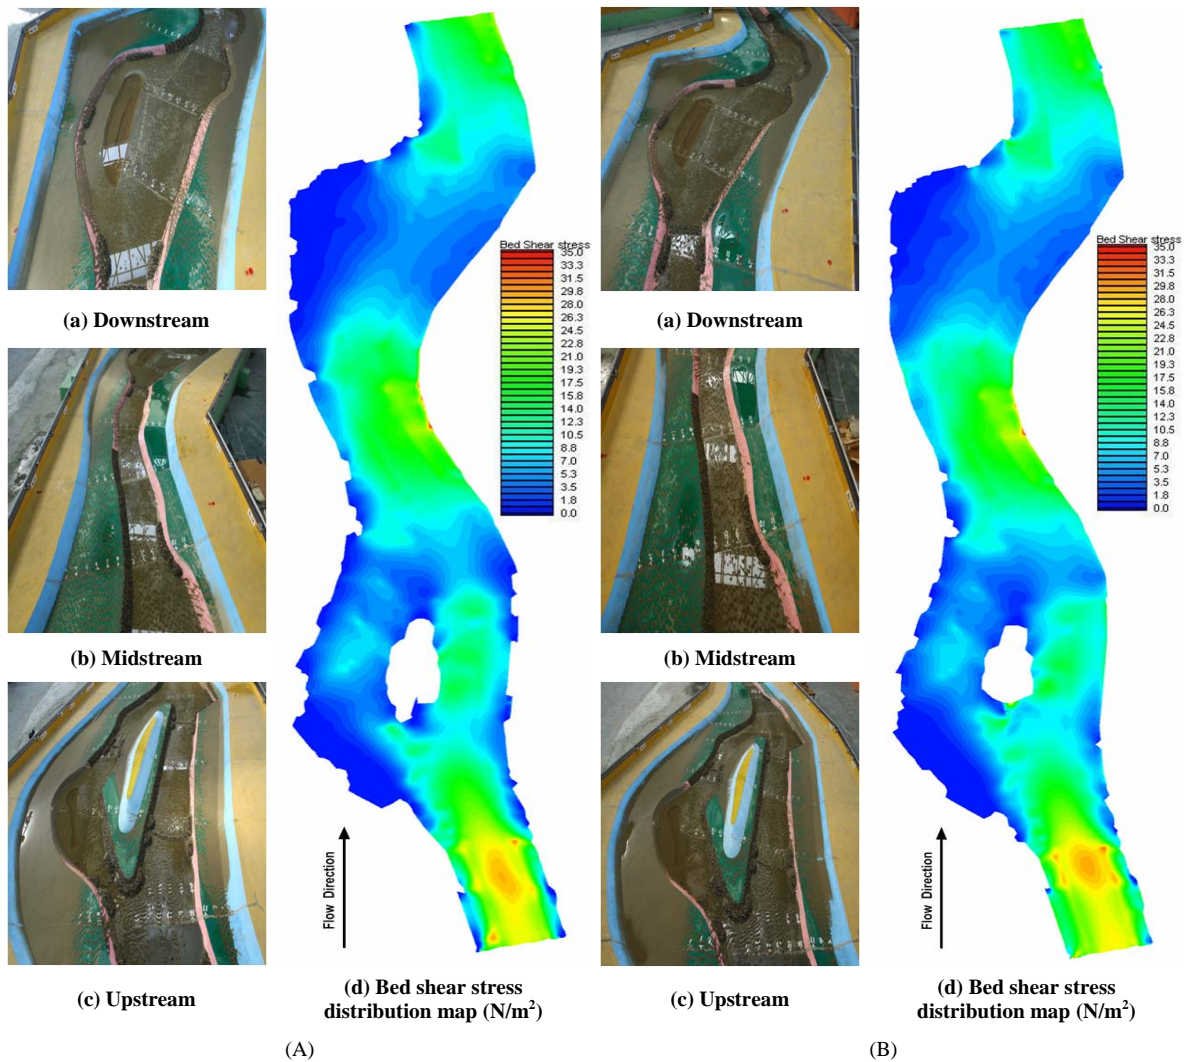 Bed Shear stress
35.0
33.3
31.5
29.8
28.0
26.3
24.5
22.8
21.0
19.3
17.5
15.8
14.0
12.3
10.5
8.8
7.0
5.3
3.5
1.8
0.0
(a) Downstream
(b) Midstream
(c) Upstream
Flow Direction
(d) Bed shear stress
distribution map (N/m²)
(A)
Bed Shear stress
35.0
33.3
31.5
29.8
28.0
26.3
24.5
22.8
21.0
19.3
17.5
15.8
14.0
12.3
10.5
8.8
7.0
5.3
3.5
1.8
0.0
(a) Downstream
(b) Midstream
(c) Upstream
Flow Direction
(d) Bed shear stress
distribution map (N/m²)
(B)